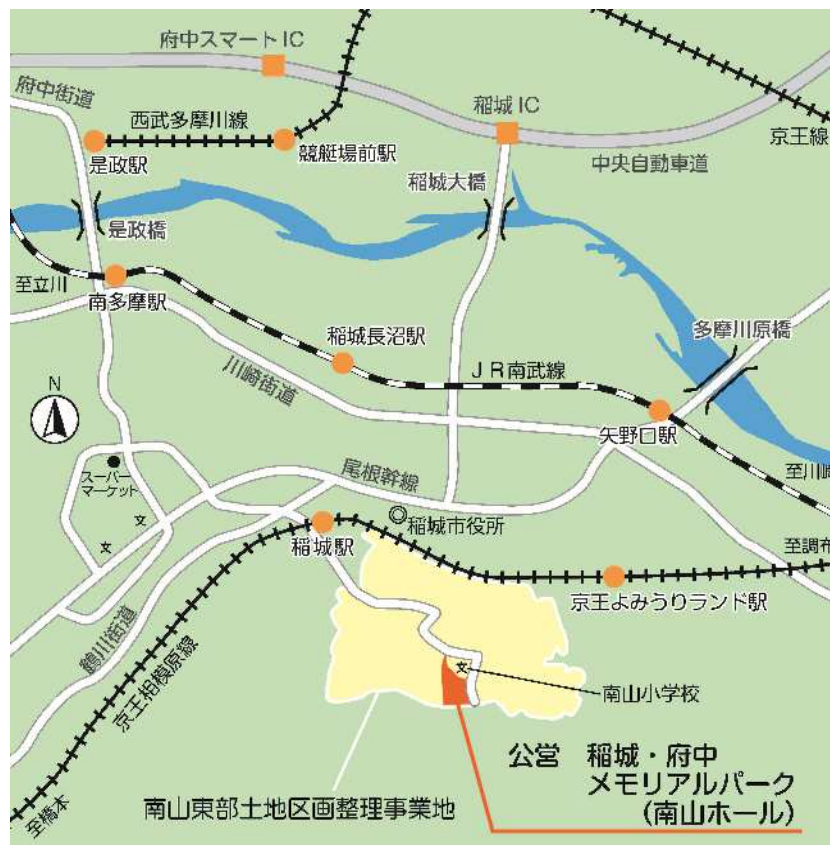 府中スマートIC
府中街道
西武多摩川線
是政駅
競艇場前駅
稲城IC
京王線
中央自動車道
稲城大橋
是政橋
至立川
南多摩駅
稲城長沼駅
多摩川原橋
JR南武線
川崎街道
N
矢野口駅
スーパー
マーケット
尾根幹線
至川崎
文
文
稲城市役所
稲城駅
至調布
京王よみうりランド駅
鶴川街道
京王相模原線
文
南山小学校
公営 稲城・府中
メモリアルパーク
(南山ホール)
南山東部土地区画整理事業地
至橋本